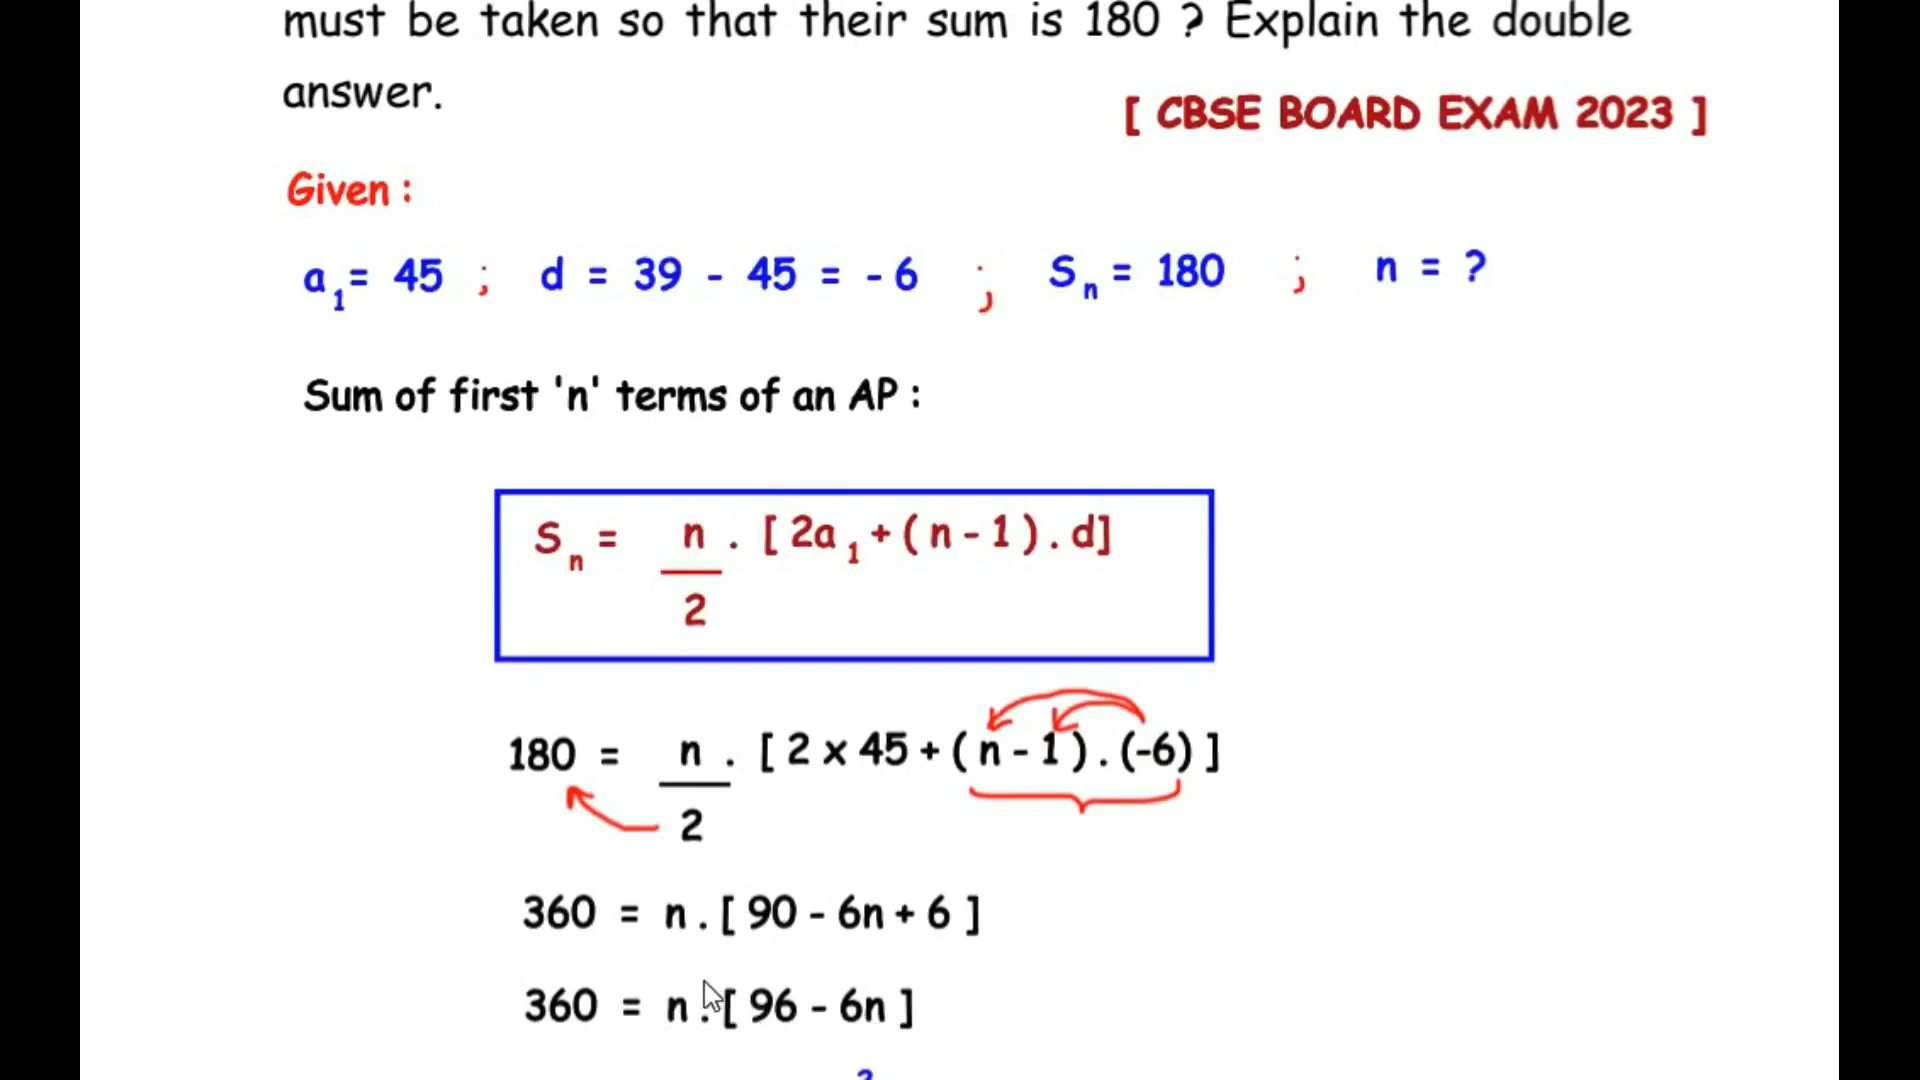 must be taken so that their sum is 180 ? Explain the double
answer.
[ CBSE BOARD EXAM 2023 ]
Given :
a1 = 45 ; d = 39 - 45 = - 6 ; Sn = 180 ; n = ?
Sum of first 'n' terms of an AP :
Sn = n/2 . [ 2a1 + ( n - 1 ) . d]
180 = n/2 . [ 2 x 45 + ( n - 1 ) . (-6) ]
360 = n . [ 90 - 6n + 6 ]
360 = n . [ 96 - 6n ]